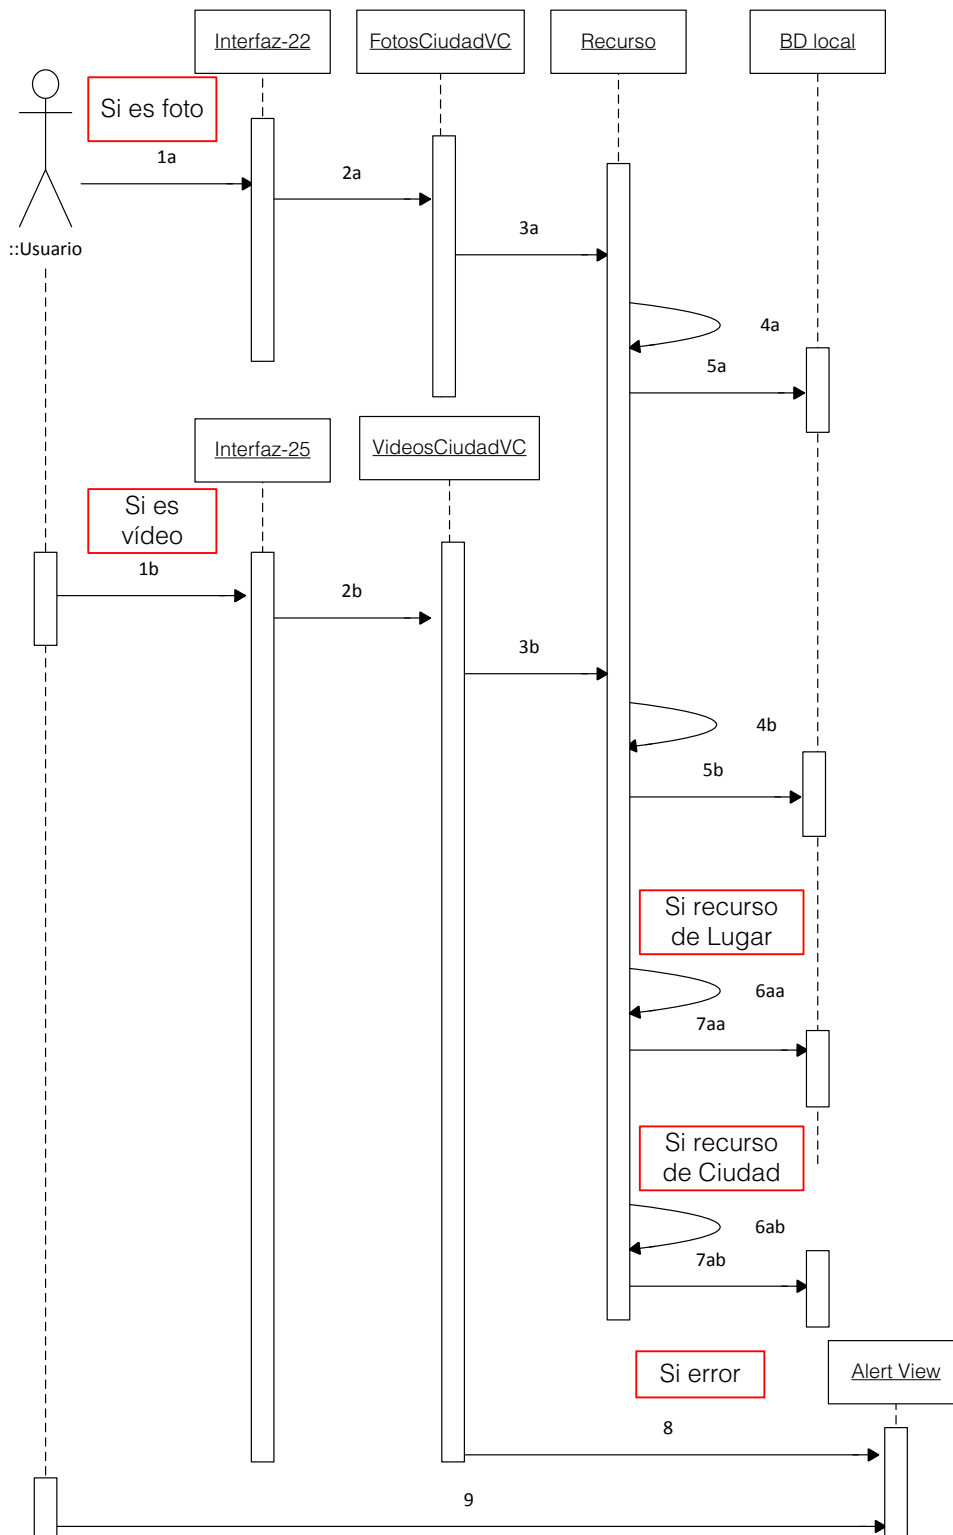 Interfaz-22
FotosCiudadVC
Recurso
BD local
Si es foto
1a
2a
3a
::Usuario
4a
5a
Interfaz-25
VideosCiudadVC
Si es
vídeo
1b
2b
3b
4b
5b
Si recurso
de Lugar
6aa
7aa
Si recurso
de Ciudad
6ab
7ab
Si error
Alert View
8
9